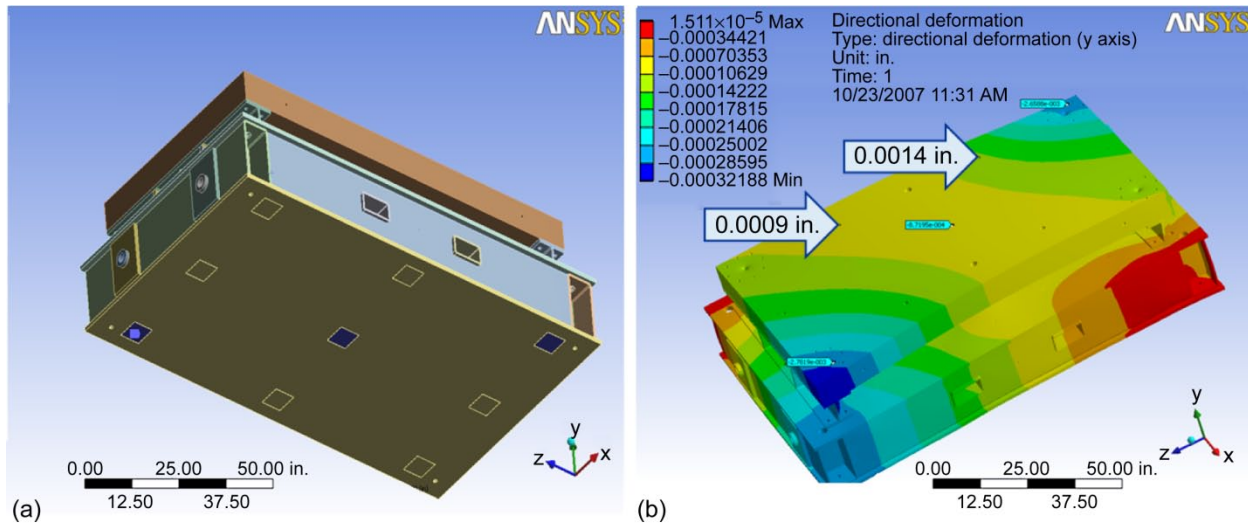 ANSYS
0.00 25.00 50.00 in.
12.50 37.50
y
z x
(a)
1.511×10⁻⁵ Max
−0.00034421
−0.00070353
−0.00010629
−0.00014222
−0.00017815
−0.00021406
−0.00025002
−0.00028595
−0.00032188 Min
Directional deformation
Type: directional deformation (y axis)
Unit: in.
Time: 1
10/23/2007 11:31 AM
ANSYS
0.0014 in.
0.0009 in.
0.00 25.00 50.00 in.
12.50 37.50
y
z x
(b)